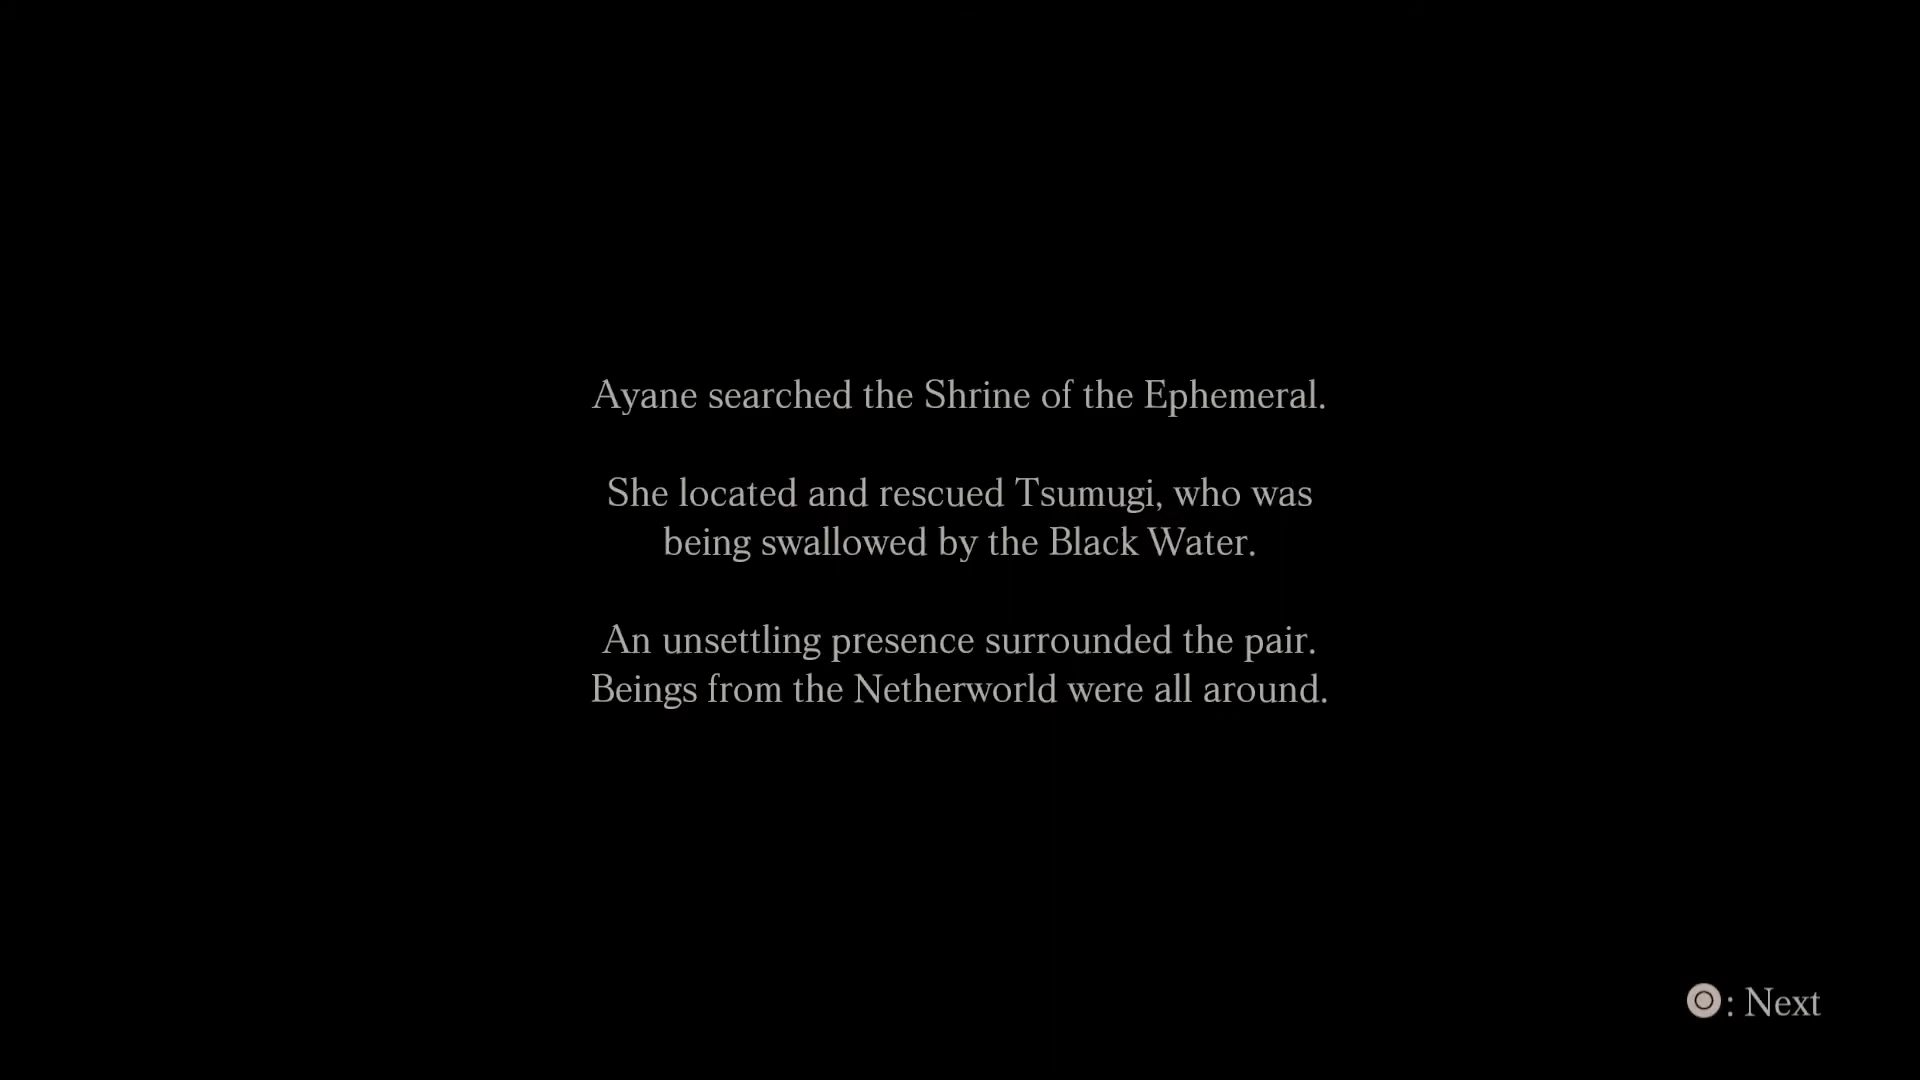 Ayane searched the Shrine of the Ephemeral.
She located and rescued Tsumugi, who was
being swallowed by the Black Water.
An unsettling presence surrounded the pair.
Beings from the Netherworld were all around.
: Next